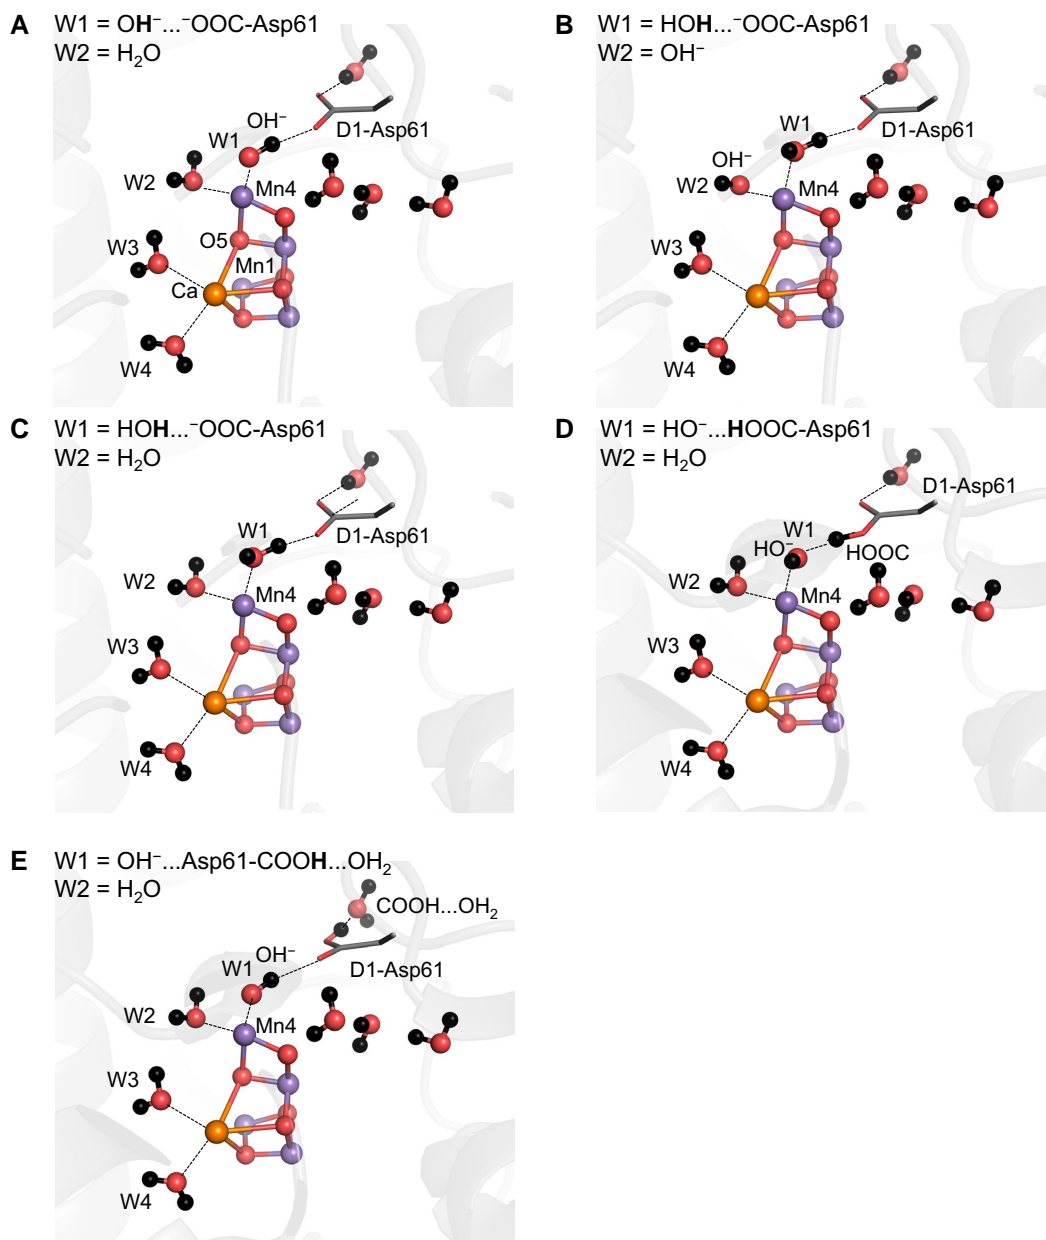 A W1 = OH⁻...⁻OOC-Asp61
W2 = H₂O
OH⁻
W1
D1-Asp61
W2
Mn4
W3
O5
Mn1
Ca
W4
B W1 = HOH...⁻OOC-Asp61
W2 = OH⁻
W1
D1-Asp61
OH⁻
W2
Mn4
W3
W4
C W1 = HOH...⁻OOC-Asp61
W2 = H₂O
W1
D1-Asp61
W2
Mn4
W3
W4
D W1 = HO⁻...HOOC-Asp61
W2 = H₂O
D1-Asp61
W1
HO⁻
HOOC
W2
Mn4
W3
W4
E W1 = OH⁻...Asp61-COOH...OH₂
W2 = H₂O
COOH...OH₂
OH⁻
W1
D1-Asp61
W2
Mn4
W3
W4